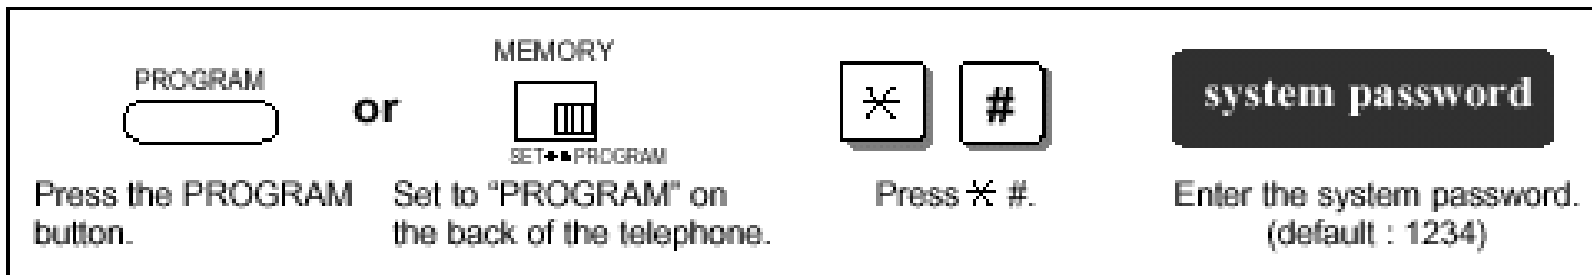 PROGRAM
or
MEMORY
SET◄►PROGRAM
Press the PROGRAM
button.
Set to "PROGRAM" on
the back of the telephone.
✳ #
Press ✳ #.
system password
Enter the system password.
(default : 1234)